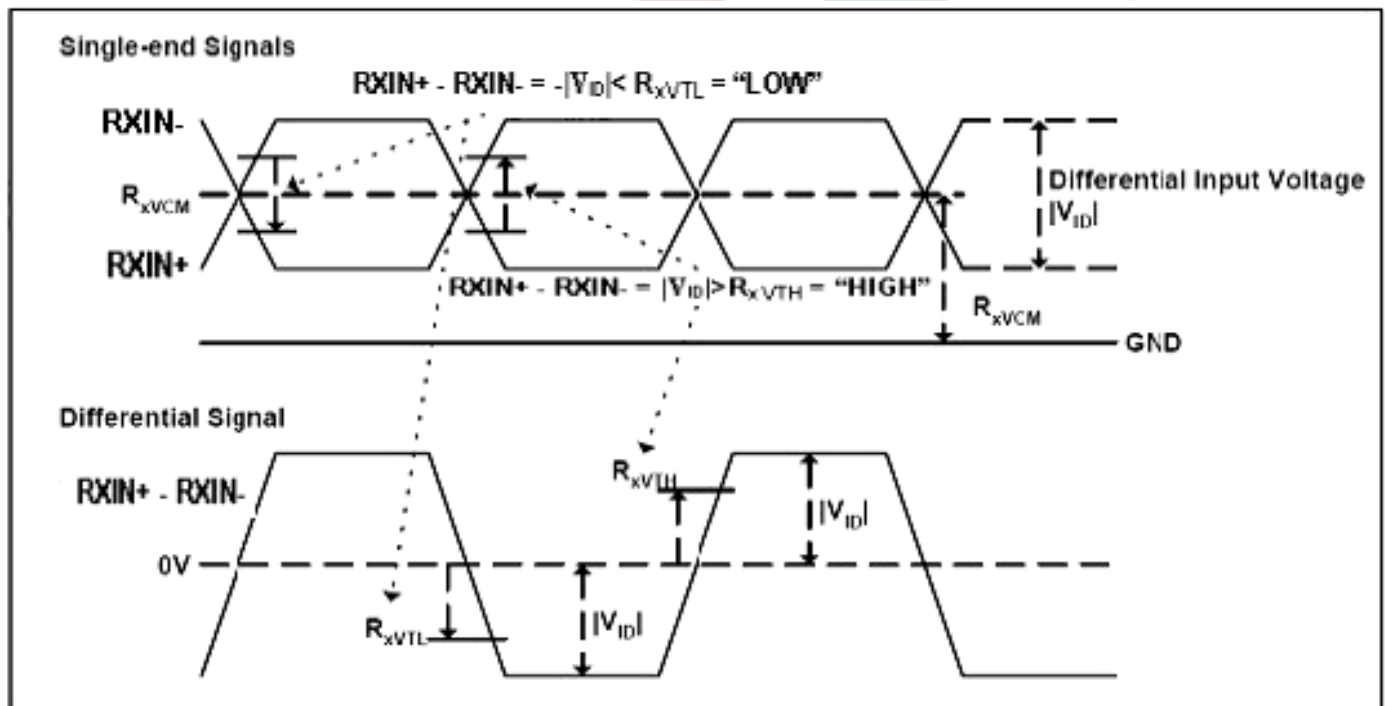 Single-end Signals
RXIN+ - RXIN- = -|VID|< RxVTL = “LOW”
RXIN-
RxVCM
Differential Input Voltage
|VID|
RXIN+
RXIN+ - RXIN- = |VID|>RxVTH = “HIGH”
RxVCM
GND
Differential Signal
RxVTH
RXIN+ - RXIN-
|VID|
0V
RxVTL
|VID|